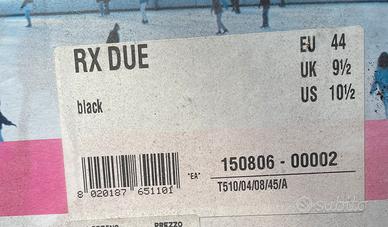 RX DUE
black
EU 44
UK 9½
US 10½
8 020187 651101
"EA"
150806 - 00002
T510/04/08/45/A
PREZZO
subito